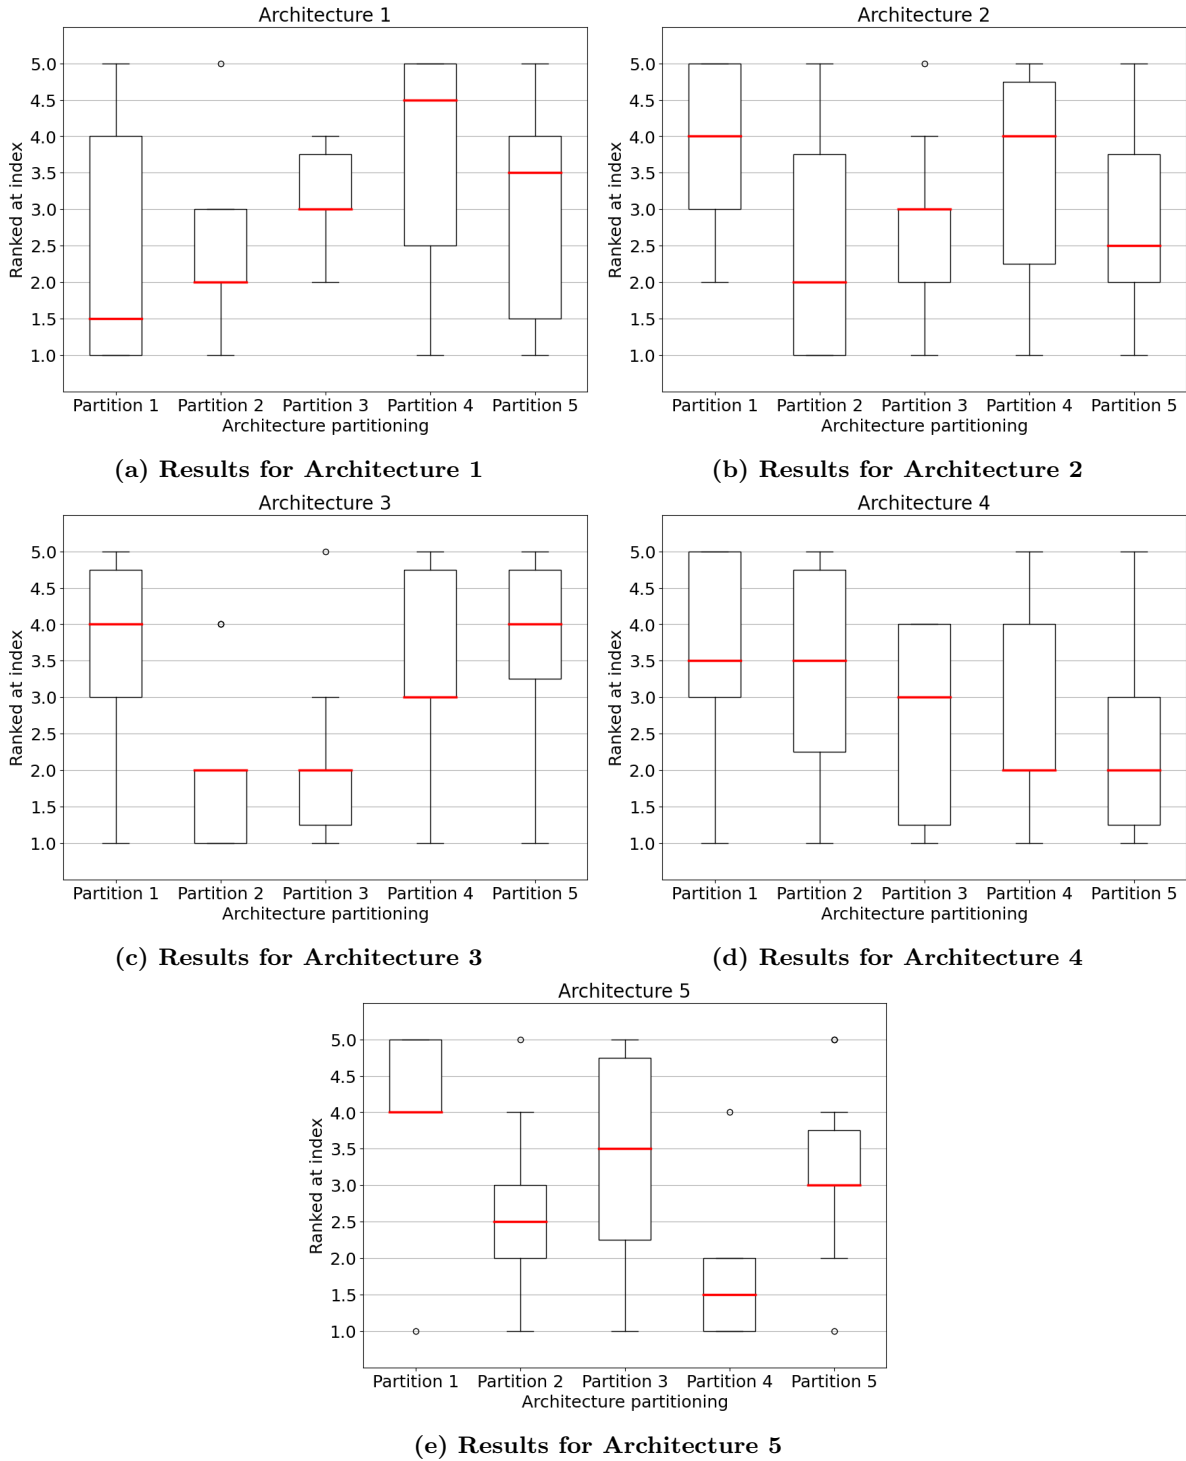 Architecture 1
5.0
4.5
4.0
3.5
3.0
2.5
2.0
1.5
1.0
Ranked at index
Partition 1 Partition 2 Partition 3 Partition 4 Partition 5
Architecture partitioning
(a) Results for Architecture 1
Architecture 2
5.0
4.5
4.0
3.5
3.0
2.5
2.0
1.5
1.0
Ranked at index
Partition 1 Partition 2 Partition 3 Partition 4 Partition 5
Architecture partitioning
(b) Results for Architecture 2
Architecture 3
5.0
4.5
4.0
3.5
3.0
2.5
2.0
1.5
1.0
Ranked at index
Partition 1 Partition 2 Partition 3 Partition 4 Partition 5
Architecture partitioning
(c) Results for Architecture 3
Architecture 4
5.0
4.5
4.0
3.5
3.0
2.5
2.0
1.5
1.0
Ranked at index
Partition 1 Partition 2 Partition 3 Partition 4 Partition 5
Architecture partitioning
(d) Results for Architecture 4
Architecture 5
5.0
4.5
4.0
3.5
3.0
2.5
2.0
1.5
1.0
Ranked at index
Partition 1 Partition 2 Partition 3 Partition 4 Partition 5
Architecture partitioning
(e) Results for Architecture 5